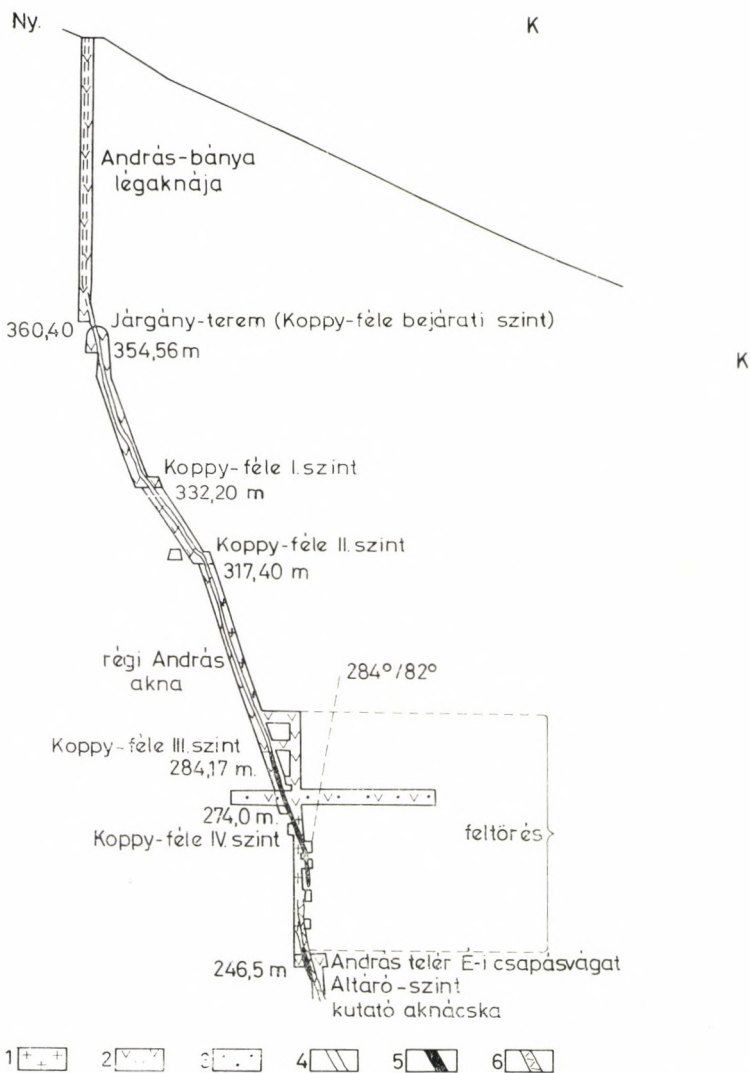 Ny.
K
András-bánya
légaknája
360,40
Járgány-terem (Koppy-féle bejárati szint)
354,56 m
K
Koppy-féle I. szint
332,20 m
Koppy-féle II. szint
317,40 m
régi András
akna
284°/82°
Koppy-féle III. szint
284,17 m.
274,0 m.
Koppy-féle IV. szint
feltörés
246,5 m
András telér É-i csapásvágat
Altáró-szint
kutató aknácska
1 2 3 4 5 6